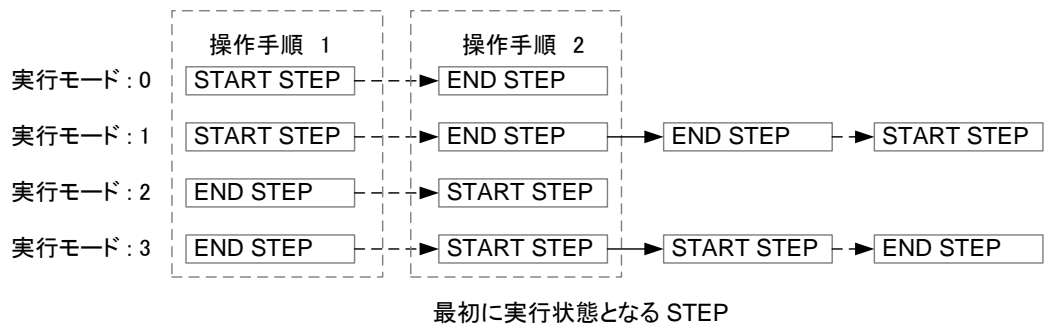 操作手順 1 操作手順 2
実行モード : 0 START STEP END STEP
実行モード : 1 START STEP END STEP END STEP START STEP
実行モード : 2 END STEP START STEP
実行モード : 3 END STEP START STEP START STEP END STEP
最初に実行状態となる STEP